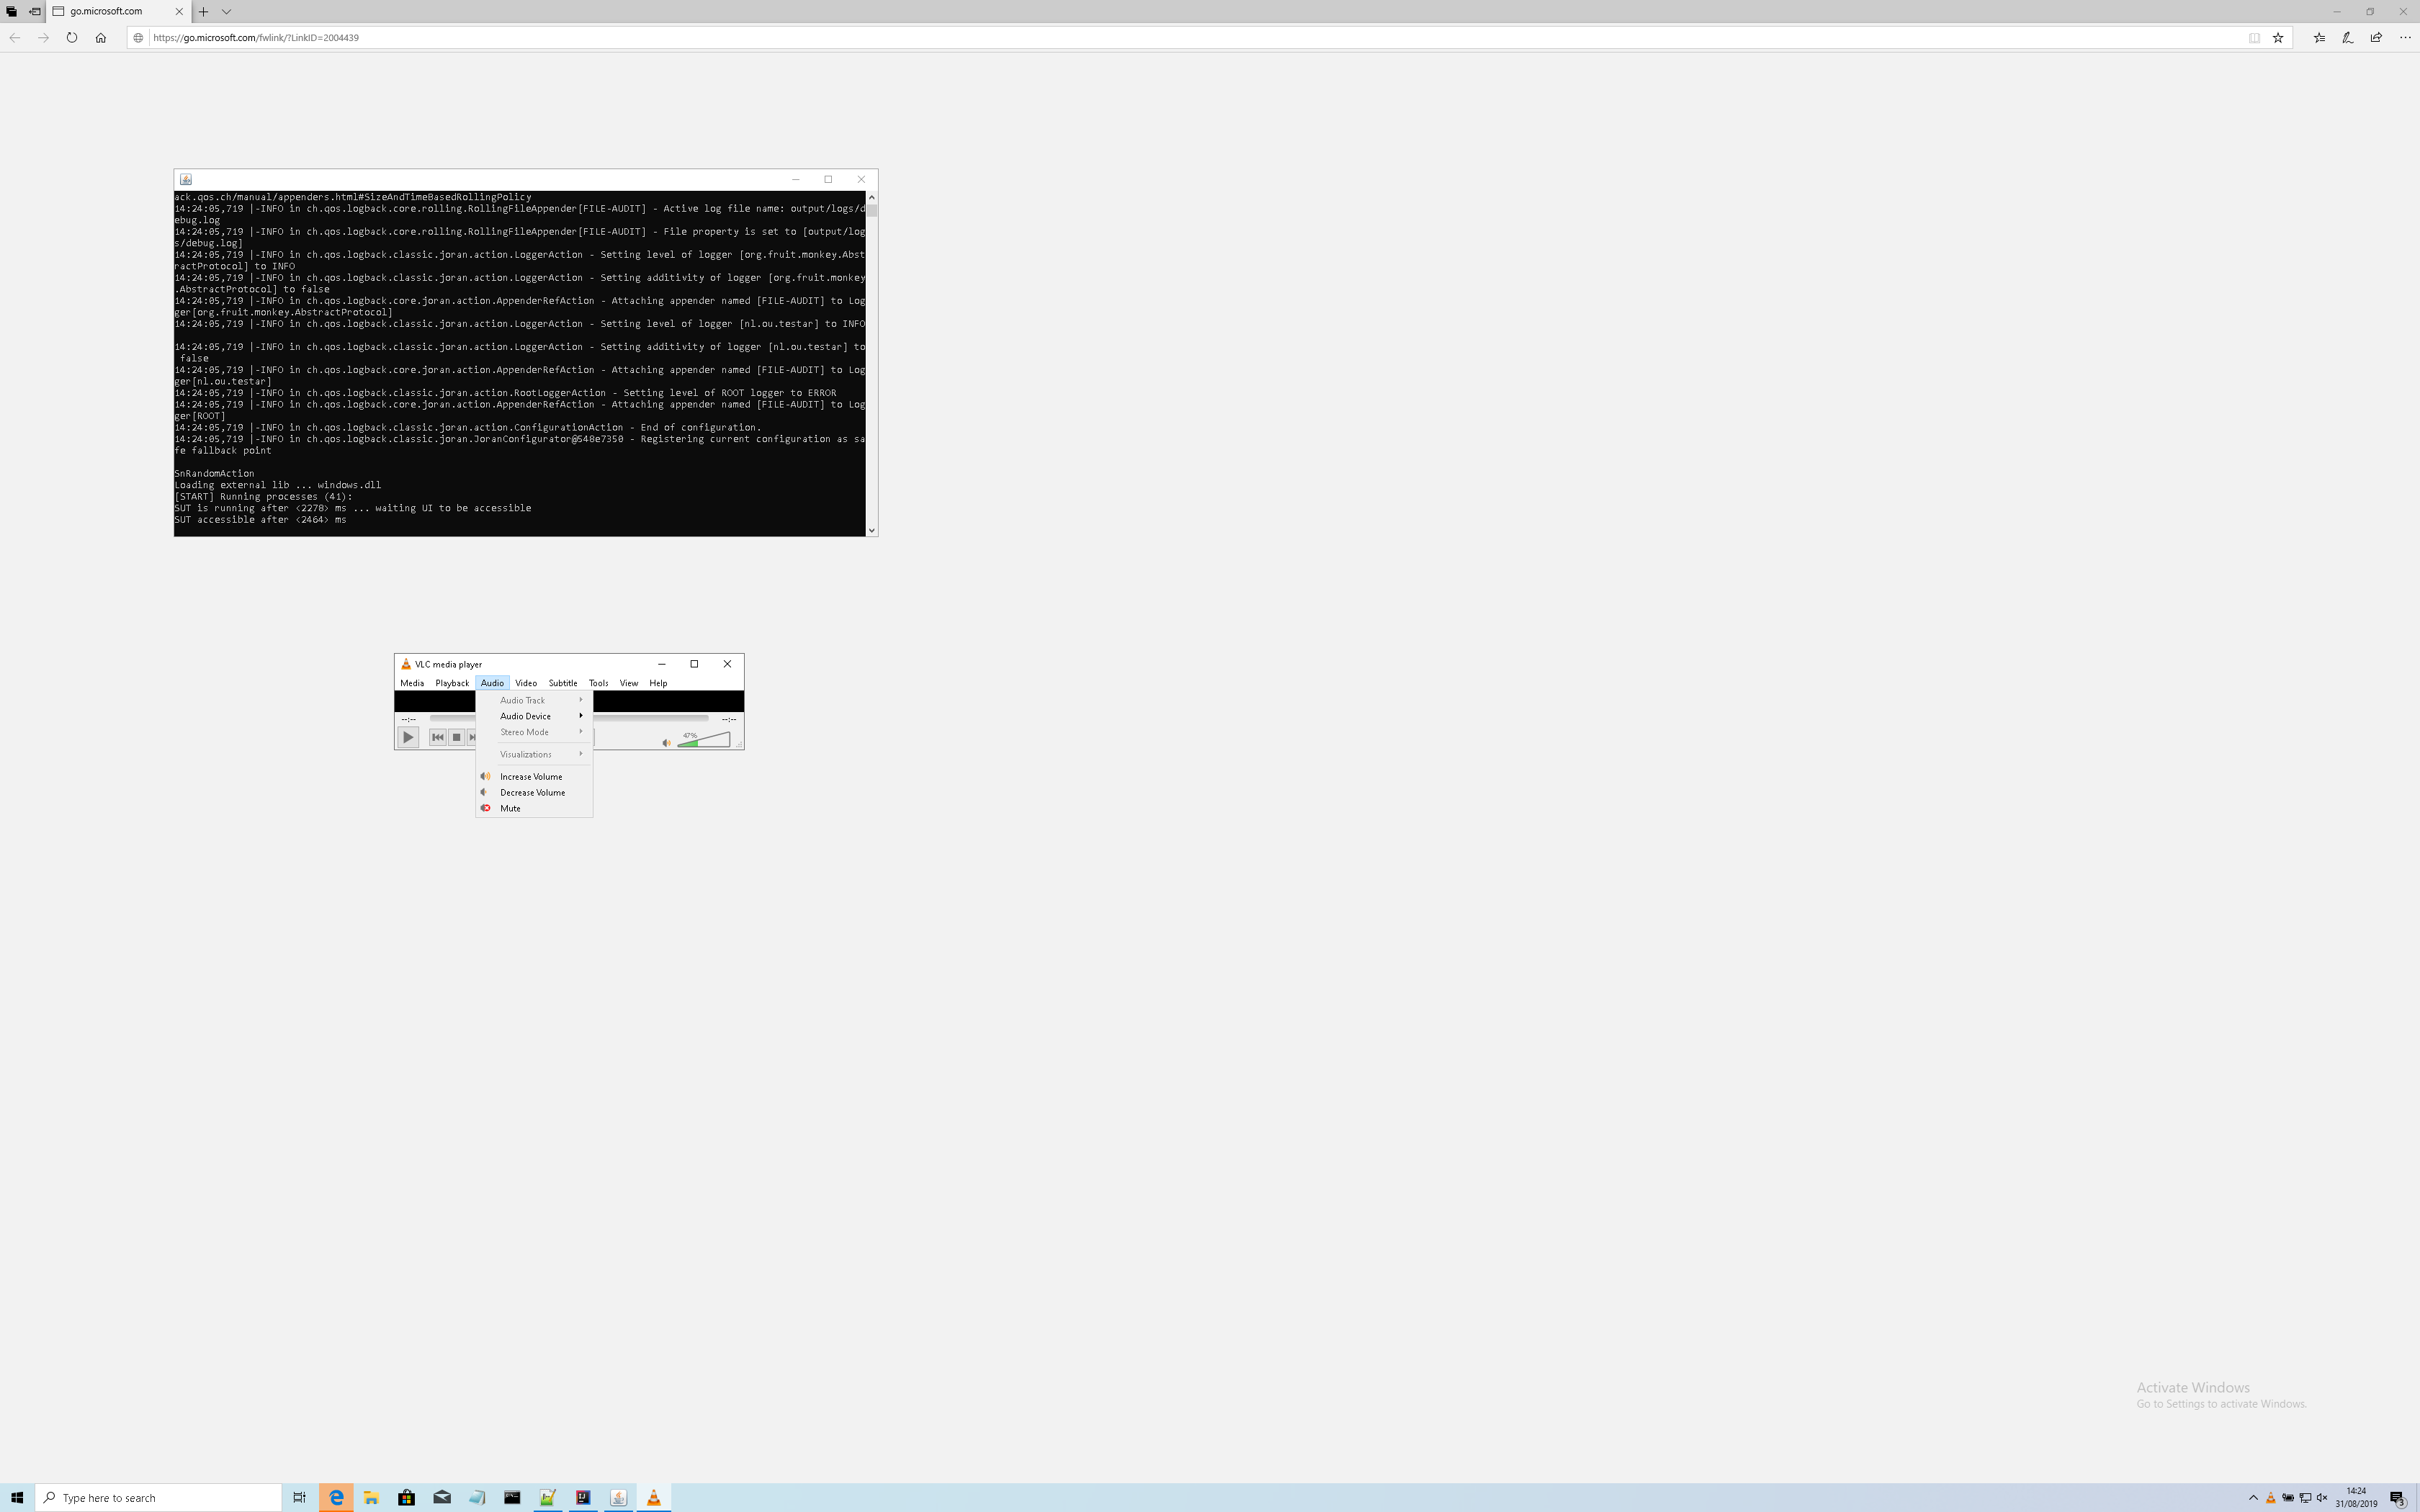 go.microsoft.com
https://go.microsoft.com/fwlink/?LinkID=2004439
ack.qos.ch/manual/appenders.html#SizeAndTimeBasedRollingPolicy
14:24:05,719 |-INFO in ch.qos.logback.core.rolling.RollingFileAppender[FILE-AUDIT] - Active log file name: output/logs/d
ebug.log
14:24:05,719 |-INFO in ch.qos.logback.core.rolling.RollingFileAppender[FILE-AUDIT] - File property is set to [output/log
s/debug.log]
14:24:05,719 |-INFO in ch.qos.logback.classic.joran.action.LoggerAction - Setting level of logger [org.fruit.monkey.Abst
ractProtocol] to INFO
14:24:05,719 |-INFO in ch.qos.logback.classic.joran.action.LoggerAction - Setting additivity of logger [org.fruit.monkey
.AbstractProtocol] to false
14:24:05,719 |-INFO in ch.qos.logback.core.joran.action.AppenderRefAction - Attaching appender named [FILE-AUDIT] to Log
ger[org.fruit.monkey.AbstractProtocol]
14:24:05,719 |-INFO in ch.qos.logback.classic.joran.action.LoggerAction - Setting level of logger [nl.ou.testar] to INFO
14:24:05,719 |-INFO in ch.qos.logback.classic.joran.action.LoggerAction - Setting additivity of logger [nl.ou.testar] to
false
14:24:05,719 |-INFO in ch.qos.logback.core.joran.action.AppenderRefAction - Attaching appender named [FILE-AUDIT] to Log
ger[nl.ou.testar]
14:24:05,719 |-INFO in ch.qos.logback.classic.joran.action.RootLoggerAction - Setting level of ROOT logger to ERROR
14:24:05,719 |-INFO in ch.qos.logback.core.joran.action.AppenderRefAction - Attaching appender named [FILE-AUDIT] to Log
ger[ROOT]
14:24:05,719 |-INFO in ch.qos.logback.classic.joran.action.ConfigurationAction - End of configuration.
14:24:05,719 |-INFO in ch.qos.logback.classic.joran.JoranConfigurator@548e7350 - Registering current configuration as sa
fe fallback point
SnRandomAction
Loading external lib ... windows.dll
[START] Running processes (41):
SUT is running after <2278> ms ... waiting UI to be accessible
SUT accessible after <2464> ms
VLC media player
Media Playback Audio Video Subtitle Tools View Help
Audio Track
--:-- --:--
Audio Device
Stereo Mode
47%
Visualizations
Increase Volume
Decrease Volume
Mute
Activate Windows
Go to Settings to activate Windows.
Type here to search
14:24
31/08/2019
3